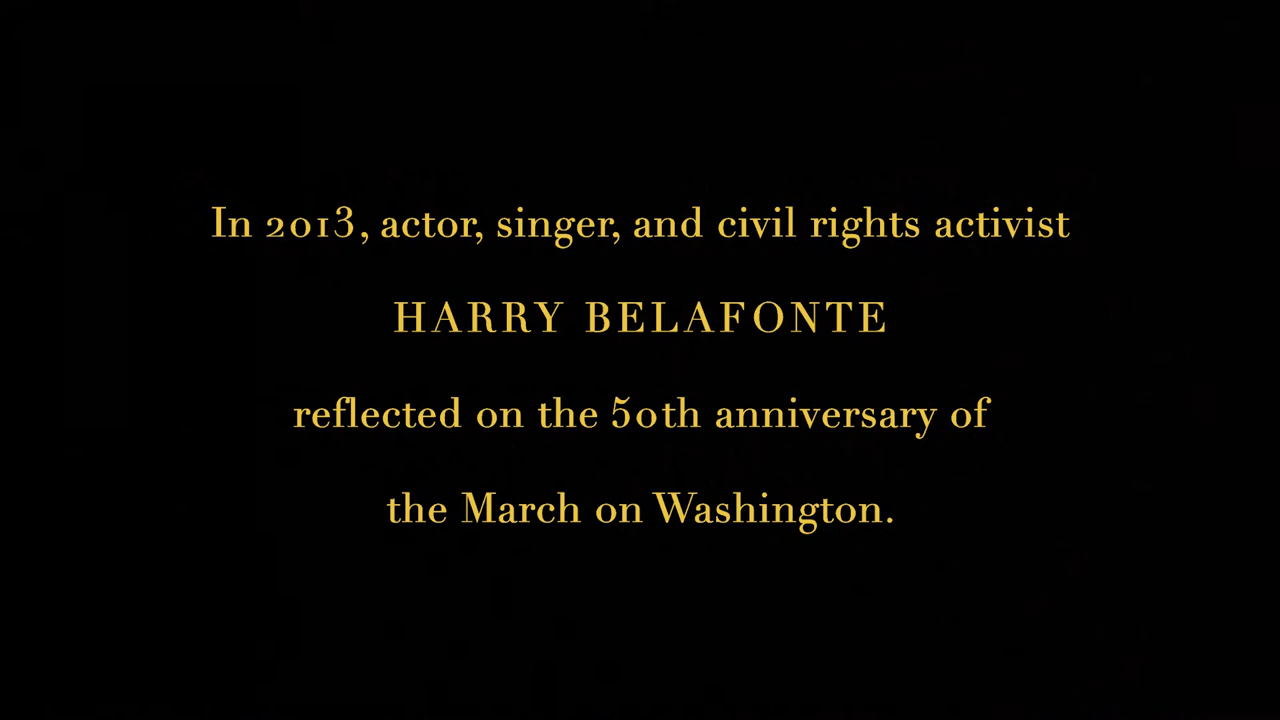 In 2013, actor, singer, and civil rights activist
HARRY BELAFONTE
reflected on the 50th anniversary of
the March on Washington.